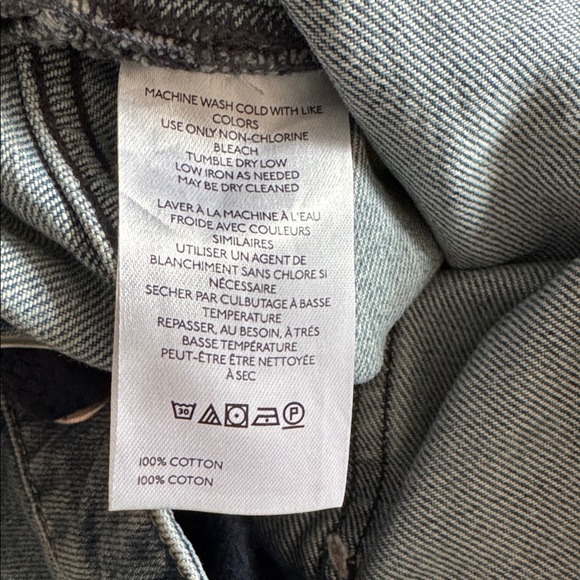 MACHINE WASH COLD WITH LIKE
COLORS
USE ONLY NON-CHLORINE
BLEACH
TUMBLE DRY LOW
LOW IRON AS NEEDED
MAY BE DRY CLEANED
LAVER À LA MACHINE À L'EAU
FROIDE AVEC COULEURS
SIMILAIRES
UTILISER UN AGENT DE
BLANCHIMENT SANS CHLORE SI
NÉCESSAIRE
SECHER PAR CULBUTAGE À BASSE
TEMPERATURE
REPASSER, AU BESOIN, À TRÉS
BASSE TEMPÉRATURE
PEUT-ÊTRE ÊTRE NETTOYÉE
À SEC
30 P
100% COTTON
100% COTON